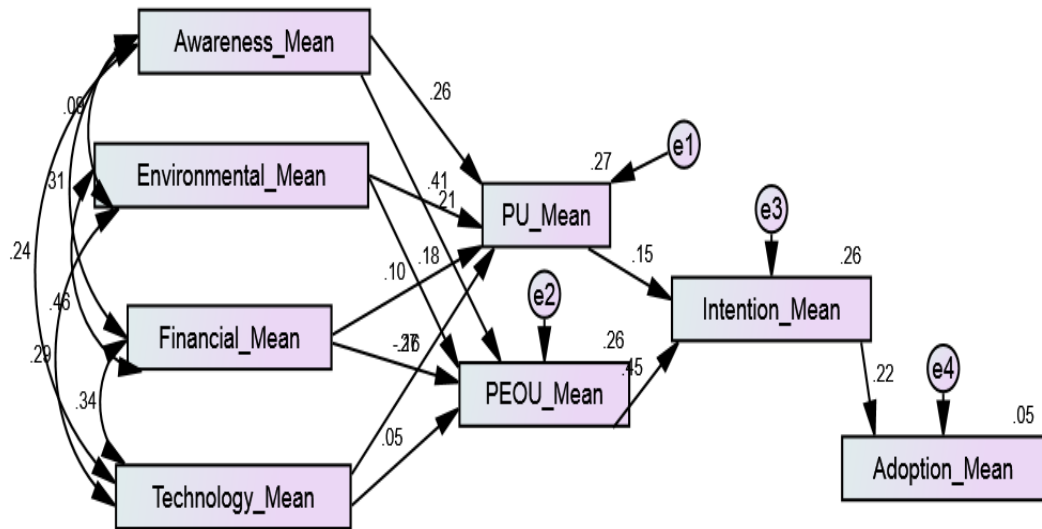 Awareness_Mean
.09
.26
e1
.27
Environmental_Mean
.31
.41
.21
PU_Mean
e3
.24
.18
.15
.26
.10
e2
Intention_Mean
.46
Financial_Mean
.29
.26
.45
PEOU_Mean
.22
e4
.34
.05
.05
Technology_Mean
Adoption_Mean